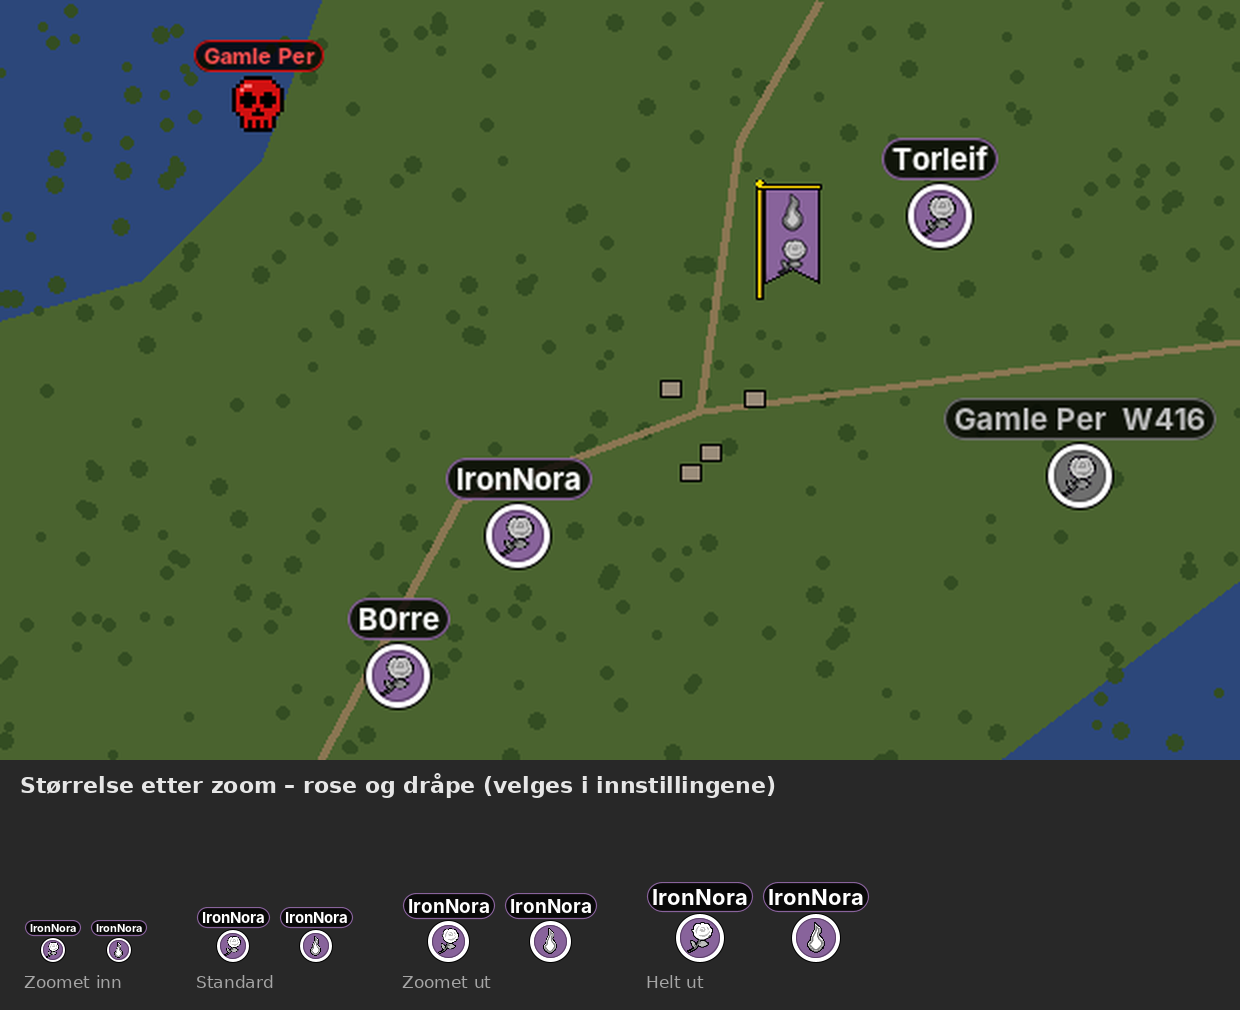 Gamle Per
Torleif
Gamle Per W416
IronNora
B0rre
Størrelse etter zoom – rose og dråpe (velges i innstillingene)
IronNora IronNora IronNora IronNora IronNora IronNora IronNora IronNora
Zoomet inn Standard Zoomet ut Helt ut